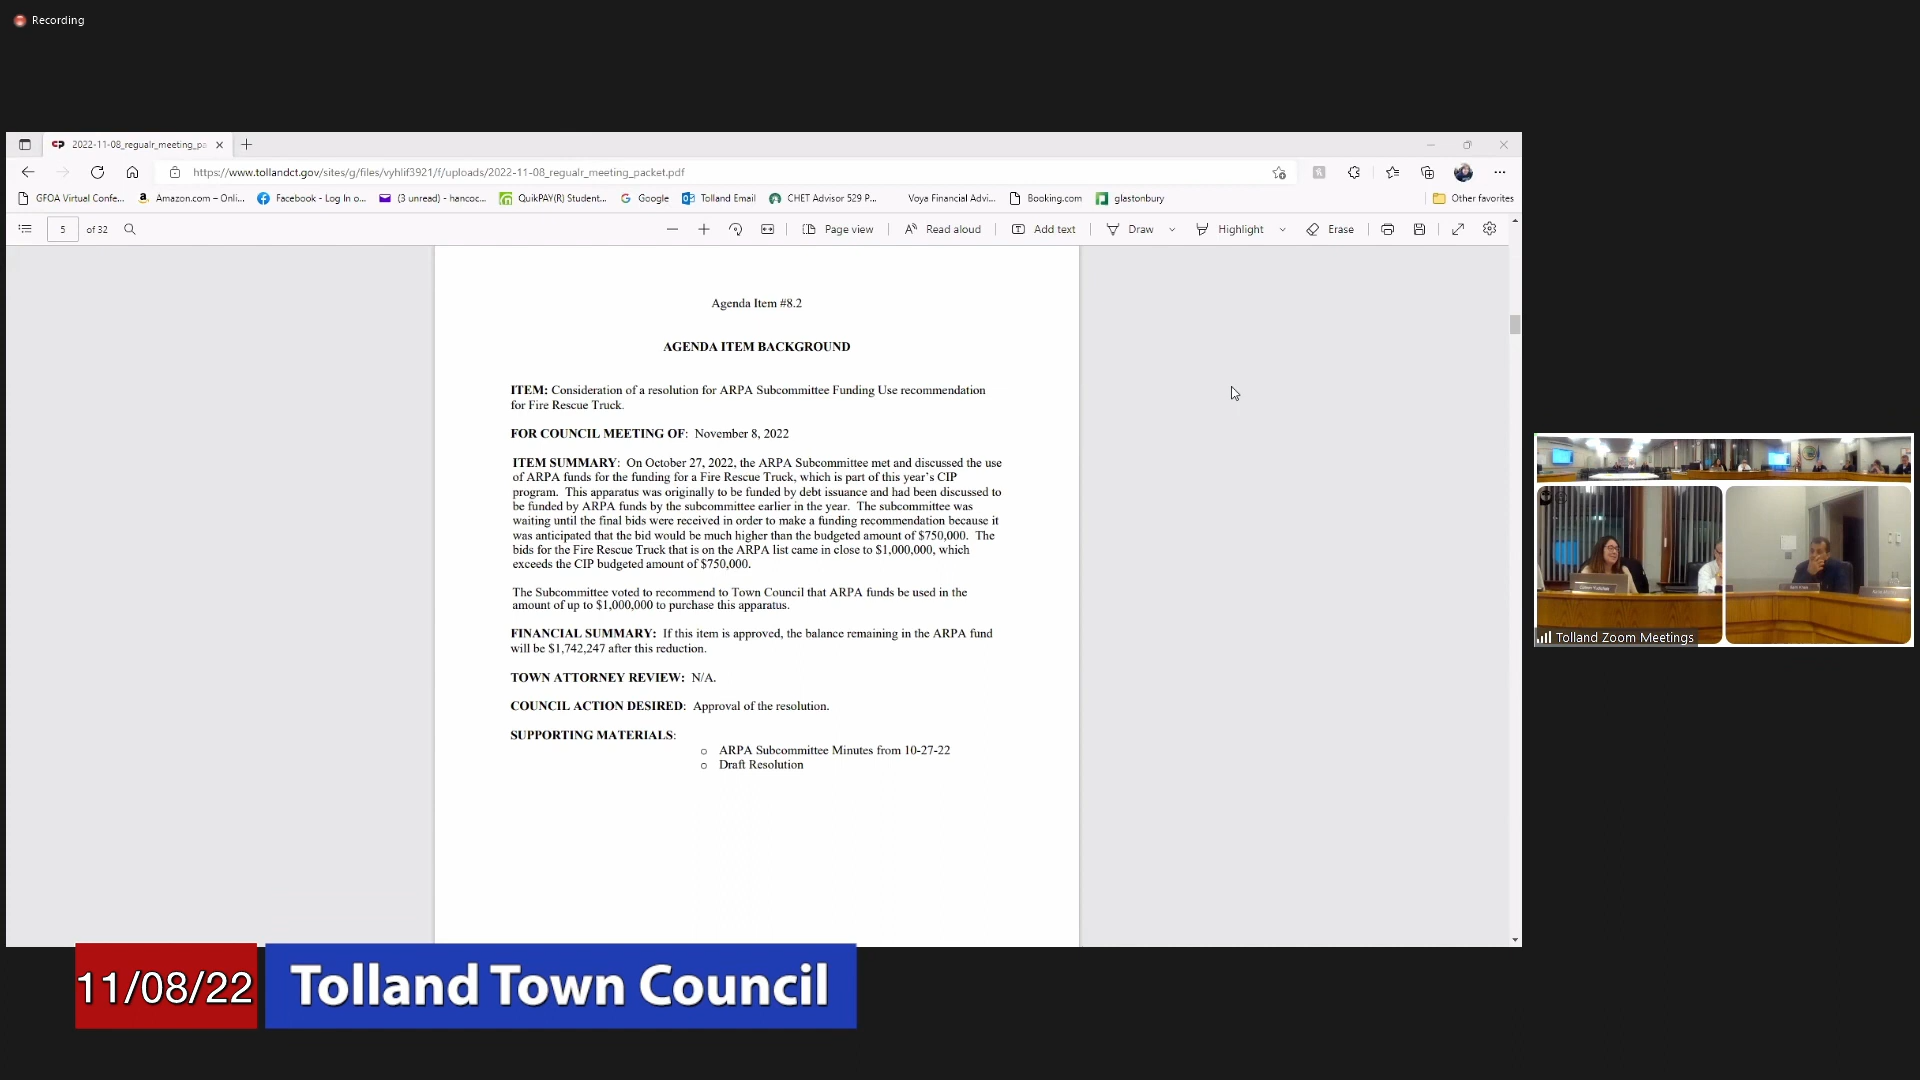 Recording
2022-11-08_regualr_meeting_pa
https://www.tollandct.gov/sites/g/files/vyhlif3921/f/uploads/2022-11-08_regualr_meeting_packet.pdf
GFOA Virtual Confe... Amazon.com – Onli... Facebook - Log In o... (3 unread) - hancoc... QuikPAY(R) Student... Google Tolland Email CHET Advisor 529 P... Voya Financial Advi... Booking.com glastonbury Other favorites
5 of 32 Page view Read aloud Add text Draw Highlight Erase
Agenda Item #8.2
AGENDA ITEM BACKGROUND
ITEM: Consideration of a resolution for ARPA Subcommittee Funding Use recommendation
for Fire Rescue Truck.
FOR COUNCIL MEETING OF: November 8, 2022
ITEM SUMMARY: On October 27, 2022, the ARPA Subcommittee met and discussed the use
of ARPA funds for the funding for a Fire Rescue Truck, which is part of this year's CIP
program. This apparatus was originally to be funded by debt issuance and had been discussed to
be funded by ARPA funds by the subcommittee earlier in the year. The subcommittee was
waiting until the final bids were received in order to make a funding recommendation because it
was anticipated that the bid would be much higher than the budgeted amount of $750,000. The
bids for the Fire Rescue Truck that is on the ARPA list came in close to $1,000,000, which
exceeds the CIP budgeted amount of $750,000.
The Subcommittee voted to recommend to Town Council that ARPA funds be used in the
amount of up to $1,000,000 to purchase this apparatus.
FINANCIAL SUMMARY: If this item is approved, the balance remaining in the ARPA fund
will be $1,742,247 after this reduction.
TOWN ATTORNEY REVIEW: N/A.
COUNCIL ACTION DESIRED: Approval of the resolution.
SUPPORTING MATERIALS:
o ARPA Subcommittee Minutes from 10-27-22
o Draft Resolution
Tolland Zoom Meetings
11/08/22 Tolland Town Council